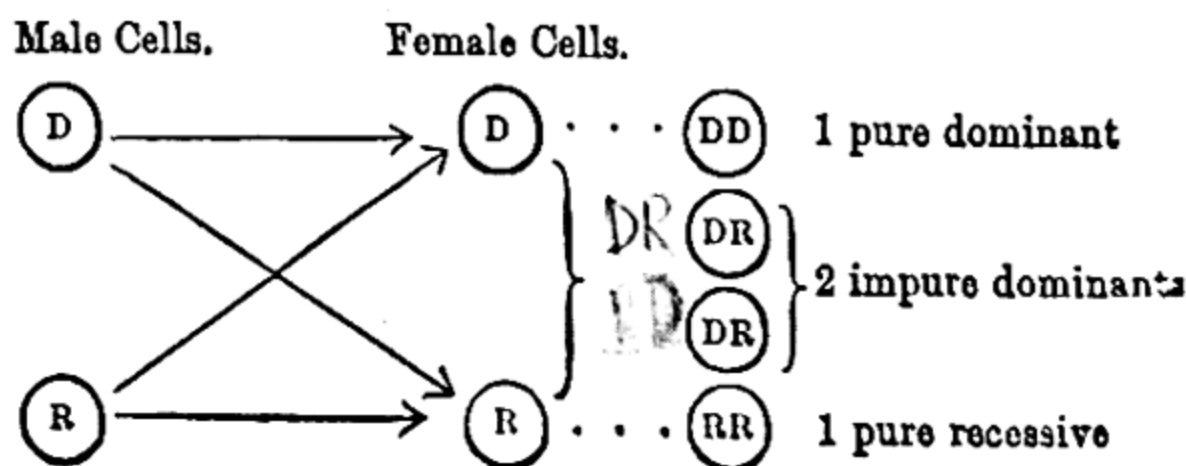 Male Cells. Female Cells.
D D DD 1 pure dominant
DR DR
2 impure dominants
DR
R R RR 1 pure recessive